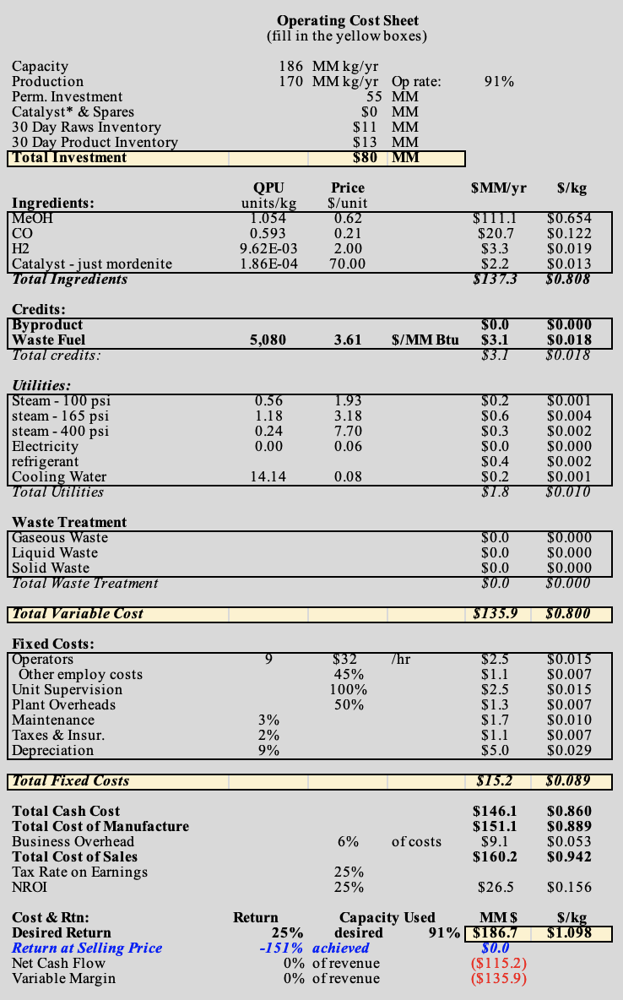 Operating Cost Sheet
(fill in the yellow boxes)
Capacity 186 MM kg/yr
Production 170 MM kg/yr Op rate: 91%
Perm. Investment 55 MM
Catalyst* & Spares $0 MM
30 Day Raws Inventory $11 MM
30 Day Product Inventory $13 MM
Total Investment $80 MM
QPU Price $MM/yr $/kg
Ingredients: units/kg $/unit
MeOH 1.054 0.62 $111.1 $0.654
CO 0.593 0.21 $20.7 $0.122
H2 9.62E-03 2.00 $3.3 $0.019
Catalyst - just mordenite 1.86E-04 70.00 $2.2 $0.013
Total Ingredients $137.3 $0.808
Credits:
Byproduct $0.0 $0.000
Waste Fuel 5,080 3.61 $/MM Btu $3.1 $0.018
Total credits: $3.1 $0.018
Utilities:
Steam - 100 psi 0.56 1.93 $0.2 $0.001
steam - 165 psi 1.18 3.18 $0.6 $0.004
steam - 400 psi 0.24 7.70 $0.3 $0.002
Electricity 0.00 0.06 $0.0 $0.000
refrigerant $0.4 $0.002
Cooling Water 14.14 0.08 $0.2 $0.001
Total Utilities $1.8 $0.010
Waste Treatment
Gaseous Waste $0.0 $0.000
Liquid Waste $0.0 $0.000
Solid Waste $0.0 $0.000
Total Waste Treatment $0.0 $0.000
Total Variable Cost $135.9 $0.800
Fixed Costs:
Operators 9 $32 /hr $2.5 $0.015
Other employ costs 45% $1.1 $0.007
Unit Supervision 100% $2.5 $0.015
Plant Overheads 50% $1.3 $0.007
Maintenance 3% $1.7 $0.010
Taxes & Insur. 2% $1.1 $0.007
Depreciation 9% $5.0 $0.029
Total Fixed Costs $15.2 $0.089
Total Cash Cost $146.1 $0.860
Total Cost of Manufacture $151.1 $0.889
Business Overhead 6% of costs $9.1 $0.053
Total Cost of Sales $160.2 $0.942
Tax Rate on Earnings 25%
NROI 25% $26.5 $0.156
Cost & Rtn: Return Capacity Used MM $ $/kg
Desired Return 25% desired 91% $186.7 $1.098
Return at Selling Price -151% achieved $0.0
Net Cash Flow 0% of revenue ($115.2)
Variable Margin 0% of revenue ($135.9)